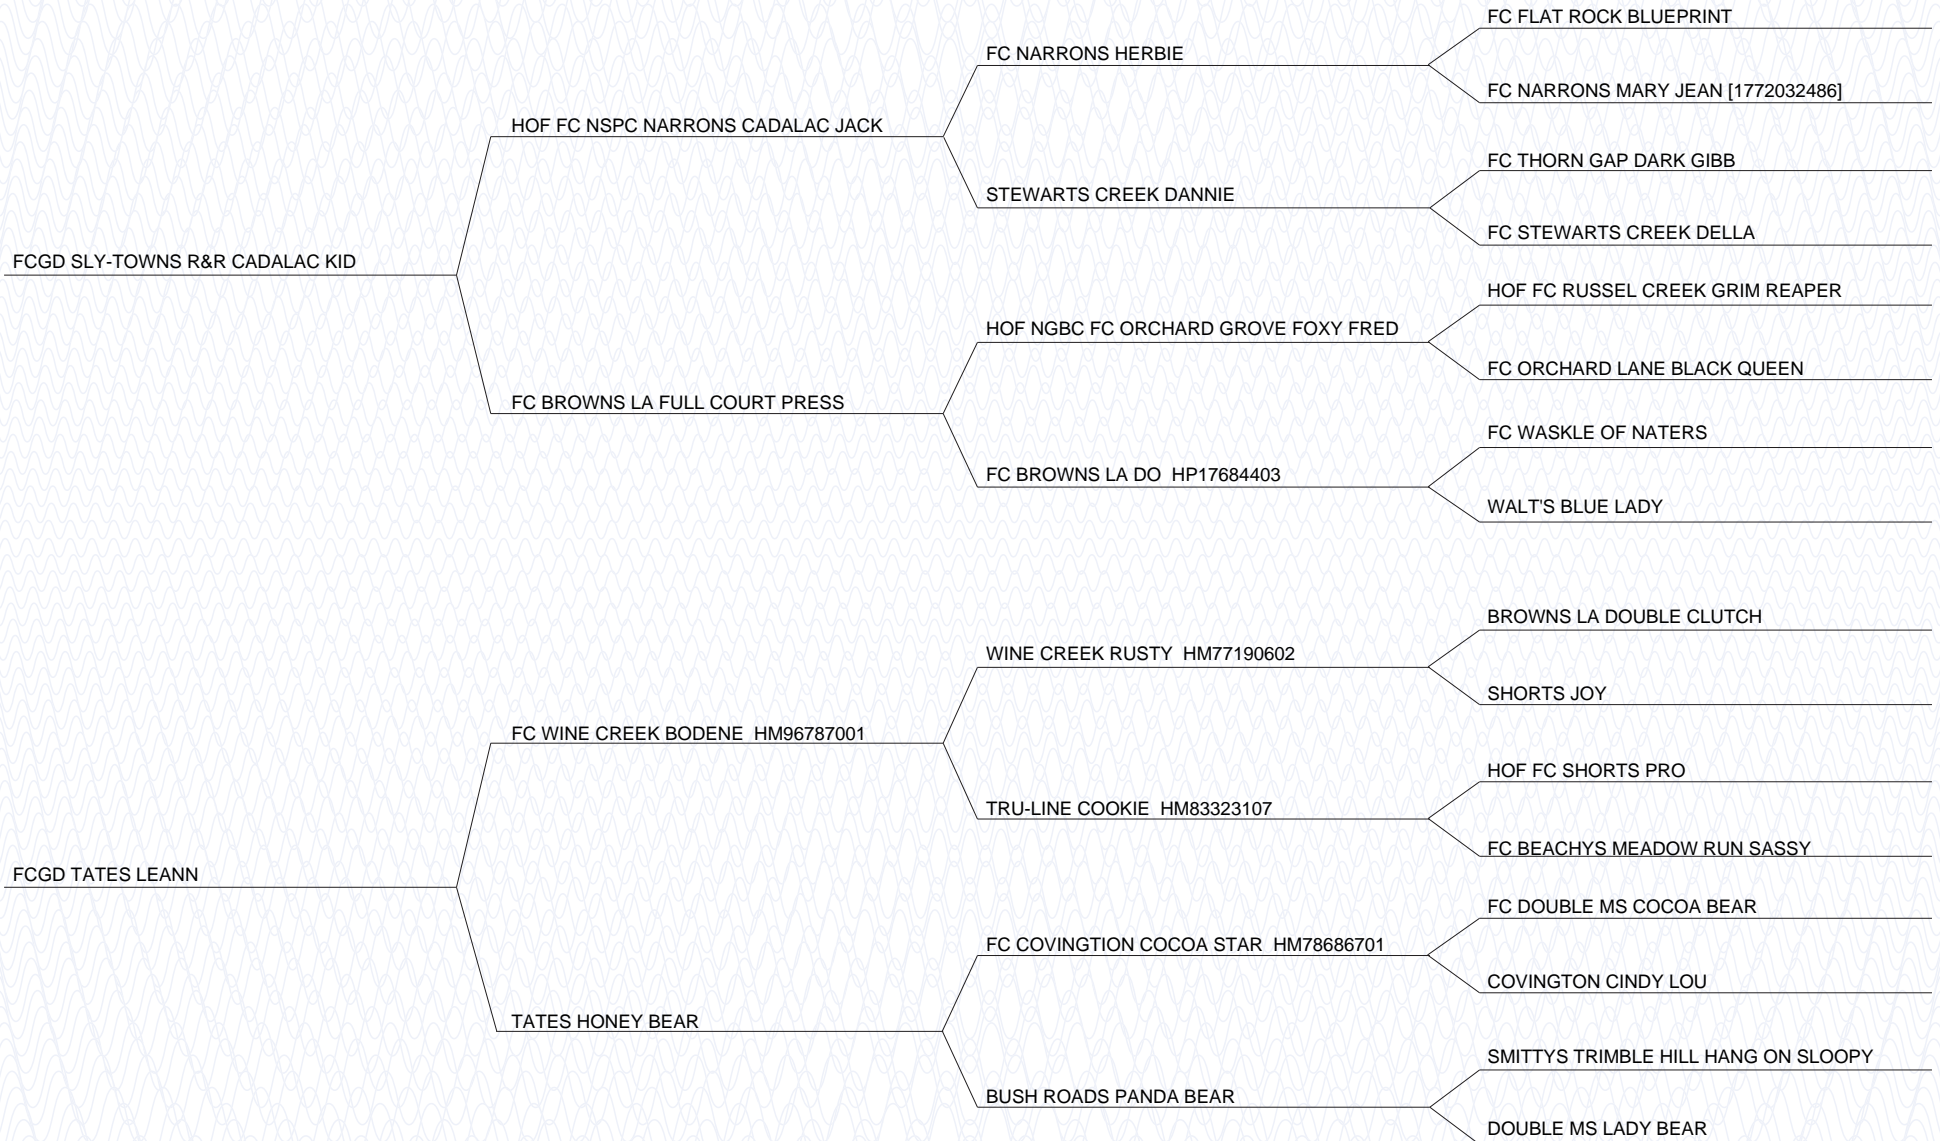 FC FLAT ROCK BLUEPRINT
FC NARRONS HERBIE
FC NARRONS MARY JEAN [1772032486]
HOF FC NSPC NARRONS CADALAC JACK
FC THORN GAP DARK GIBB
STEWARTS CREEK DANNIE
FC STEWARTS CREEK DELLA
FCGD SLY-TOWNS R&R CADALAC KID
HOF FC RUSSEL CREEK GRIM REAPER
HOF NGBC FC ORCHARD GROVE FOXY FRED
FC ORCHARD LANE BLACK QUEEN
FC BROWNS LA FULL COURT PRESS
FC WASKLE OF NATERS
FC BROWNS LA DO HP17684403
WALT'S BLUE LADY
BROWNS LA DOUBLE CLUTCH
WINE CREEK RUSTY HM77190602
SHORTS JOY
FC WINE CREEK BODENE HM96787001
HOF FC SHORTS PRO
TRU-LINE COOKIE HM83323107
FC BEACHYS MEADOW RUN SASSY
FCGD TATES LEANN
FC DOUBLE MS COCOA BEAR
FC COVINGTION COCOA STAR HM78686701
COVINGTON CINDY LOU
TATES HONEY BEAR
SMITTYS TRIMBLE HILL HANG ON SLOOPY
BUSH ROADS PANDA BEAR
DOUBLE MS LADY BEAR